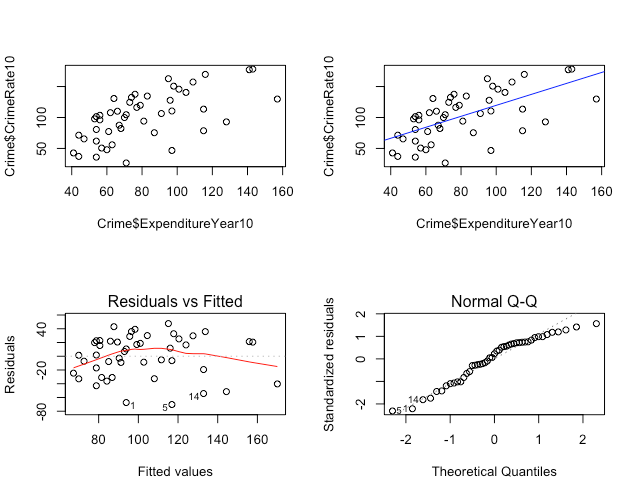 Crime$CrimeRate10
50 100
40 60 80 100 120 140 160
Crime$ExpenditureYear10
Crime$CrimeRate10
50 100
40 60 80 100 120 140 160
Crime$ExpenditureYear10
Residuals vs Fitted
Residuals
-80 -20 40
1
5
14
80 100 120 140 160
Fitted values
Normal Q-Q
Standardized residuals
-2 0 1 2
14
5 1
-2 -1 0 1 2
Theoretical Quantiles